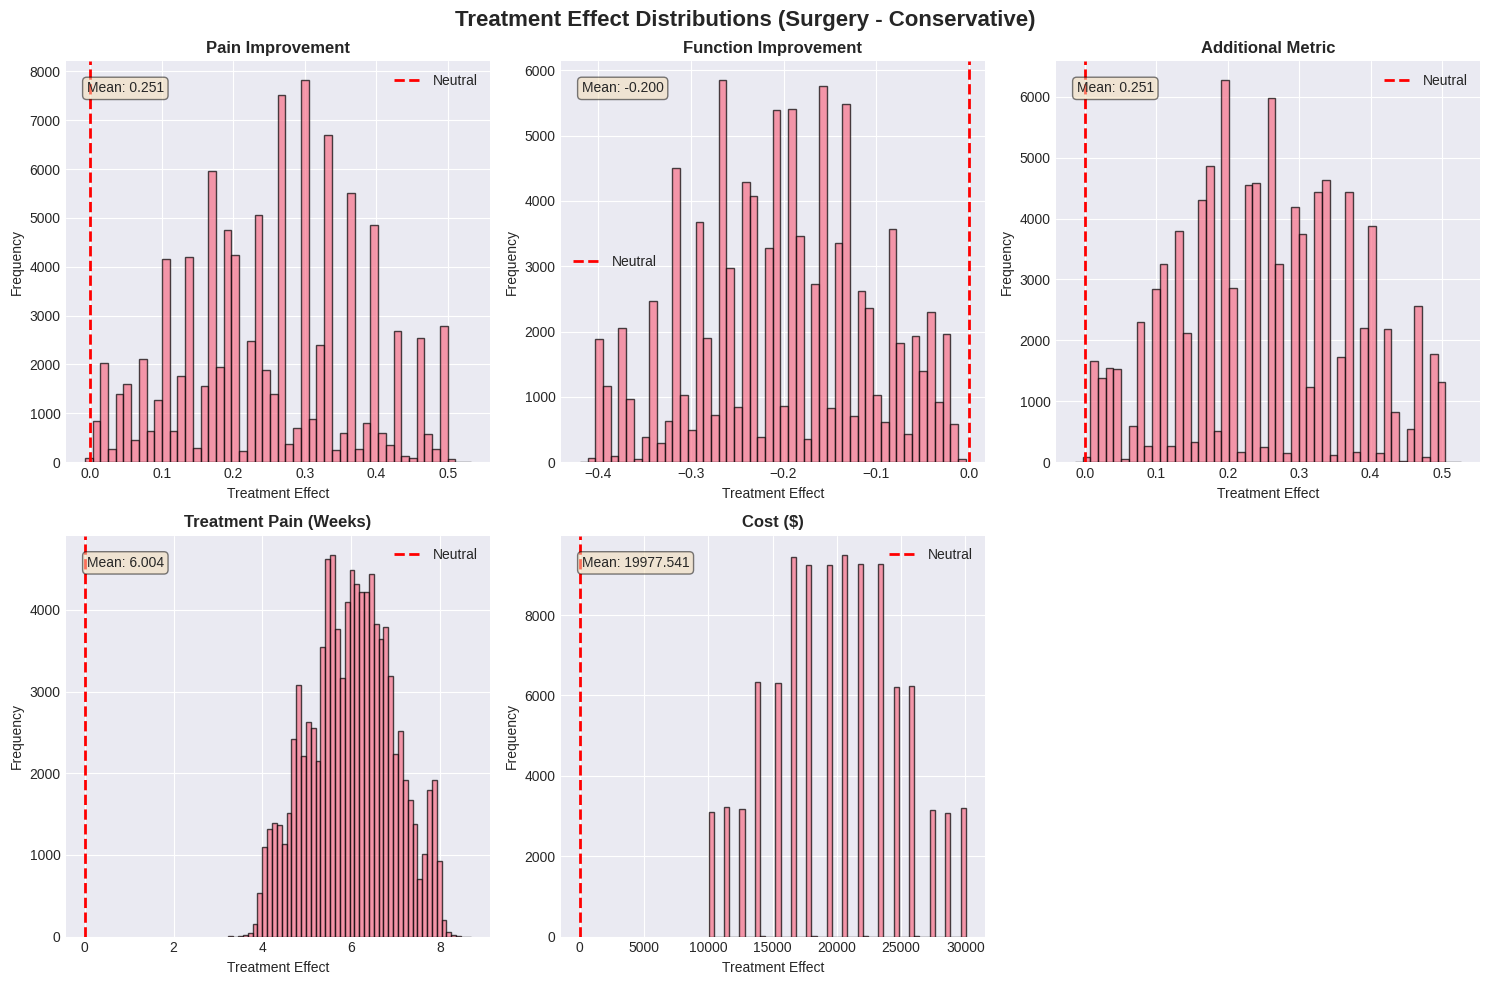 Treatment Effect Distributions (Surgery - Conservative)
Pain Improvement
Mean: 0.251
Neutral
Frequency
8000
7000
6000
5000
4000
3000
2000
1000
0
0.0 0.1 0.2 0.3 0.4 0.5
Treatment Effect
Function Improvement
Mean: -0.200
Neutral
Frequency
6000
5000
4000
3000
2000
1000
0
−0.4 −0.3 −0.2 −0.1 0.0
Treatment Effect
Additional Metric
Mean: 0.251
Neutral
Frequency
6000
5000
4000
3000
2000
1000
0
0.0 0.1 0.2 0.3 0.4 0.5
Treatment Effect
Treatment Pain (Weeks)
Mean: 6.004
Neutral
Frequency
4000
3000
2000
1000
0
0 2 4 6 8
Treatment Effect
Cost ($)
Mean: 19977.541
Neutral
Frequency
8000
6000
4000
2000
0
0 5000 10000 15000 20000 25000 30000
Treatment Effect